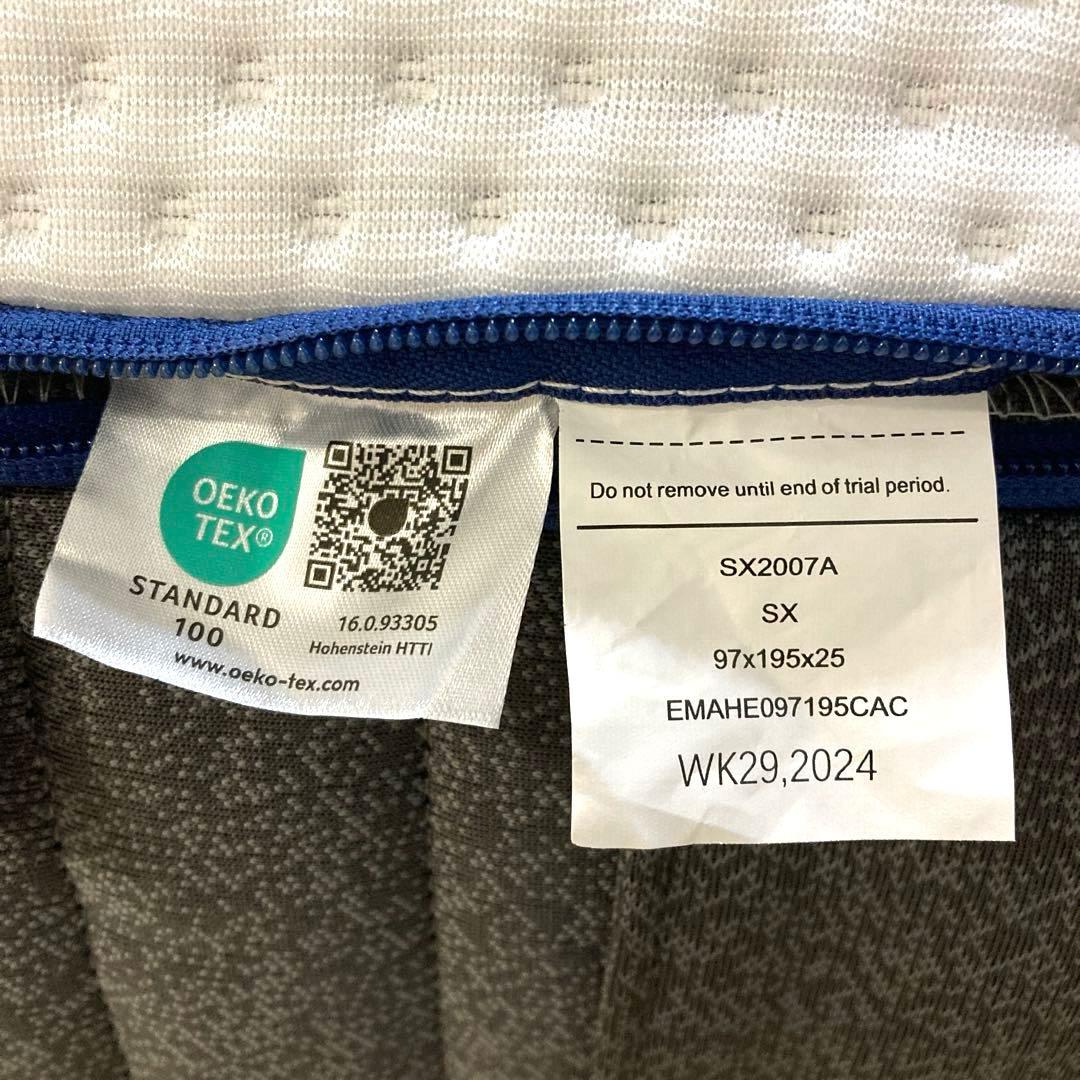 OEKO
TEX®
STANDARD
100
16.0.93305
Hohenstein HTTI
www.oeko-tex.com
Do not remove until end of trial period.
SX2007A
SX
97x195x25
EMAHE097195CAC
WK29,2024